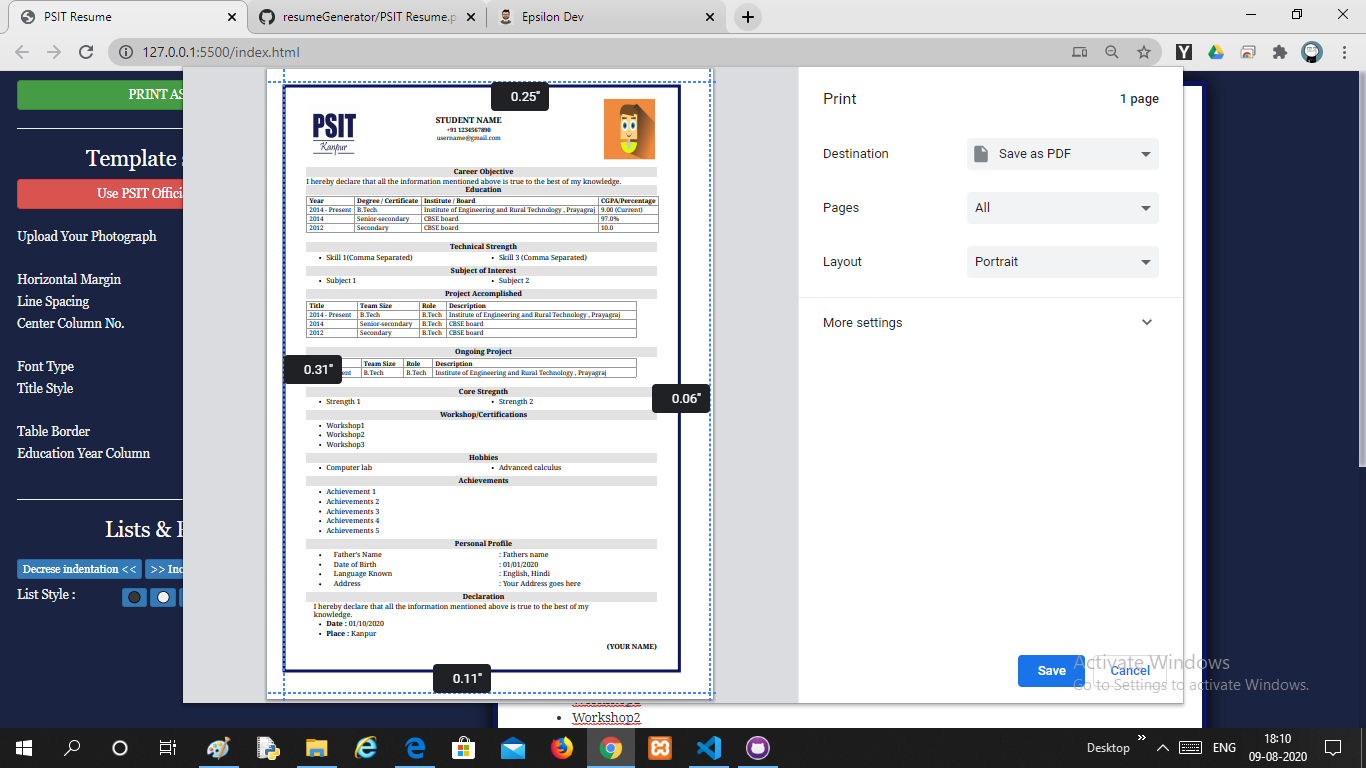 PSIT Resume
resumeGenerator/PSIT Resume.p
Epsilon Dev
127.0.0.1:5500/index.html
PRINT AS
Template
Use PSIT Offici
Upload Your Photograph
Horizontal Margin
Line Spacing
Center Column No.
Font Type
Title Style
Table Border
Education Year Column
Lists &
Decrese indentation << >> Inc
List Style :
0.25"
PSIT
Kanpur
STUDENT NAME
+91 1234567890
username@gmail.com
Career Objective
I hereby declare that all the information mentioned above is true to the best of my knowledge.
Education
Year Degree / Certificate Institute / Board CGPA/Percentage
2014 - Present B.Tech Institute of Engineering and Rural Technology , Prayagraj 9.00 (Current)
2014 Senior-secondary CBSE board 97.0%
2012 Secondary CBSE board 10.0
Technical Strength
• Skill 1(Comma Separated) • Skill 3 (Comma Separated)
Subject of Interest
• Subject 1 • Subject 2
Project Accomplished
Title Team Size Role Description
2014 - Present B.Tech B.Tech Institute of Engineering and Rural Technology , Prayagraj
2014 Senior-secondary B.Tech CBSE board
2012 Secondary B.Tech CBSE board
Ongoing Project
Team Size Role Description
0.31" ent B.Tech B.Tech Institute of Engineering and Rural Technology , Prayagraj
Core Stregnth
0.06"
• Strength 1 • Strength 2
Workshop/Certifications
• Workshop1
• Workshop2
• Workshop3
Hobbies
• Computer lab • Advanced calculus
Achievements
• Achievement 1
• Achievements 2
• Achievements 3
• Achievements 4
• Achievements 5
Personal Profile
• Father's Name : Fathers name
• Date of Birth : 01/01/2020
• Language Known : English, Hindi
• Address : Your Address goes here
Declaration
I hereby declare that all the information mentioned above is true to the best of my
knowledge.
• Date : 01/10/2020
• Place : Kanpur
(YOUR NAME)
0.11"
Print 1 page
Destination Save as PDF
Pages All
Layout Portrait
More settings
Save Cancel
Activate Windows
Go to Settings to activate Windows.
• Workshop2
Desktop ENG 18:10
09-08-2020